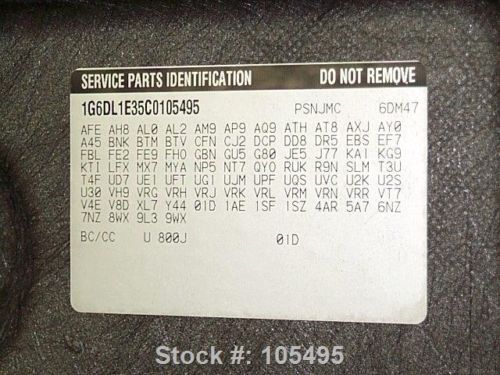 SERVICE PARTS IDENTIFICATION DO NOT REMOVE
1G6DL1E35C0105495 PSNJMC 6DM47
AFE AH8 AL0 AL2 AM9 AP9 AQ9 ATH AT8 AXJ AY0
A45 BNK BTM BTV CFN CJ2 DCP DD8 DR5 EBS EF7
FBL FE2 FE9 FHO GBN GU5 G80 JE5 J77 KA1 KG9
KTI LFX MX7 MYA NP5 NT7 QYO RUK R9N SLM T3U
T4F UD7 UE1 UFT UGI UJM UPF UQS UVC U2K U2S
U30 VH9 VRG VRH VRJ VRK VRL VRM VRN VRR VT7
V4E V8D XL7 Y44 01D 1AE 1SF 1SZ 4AR 5A7 6NZ
7NZ 8WX 9L3 9WX
BC/CC U 800J 01D
Stock #: 105495